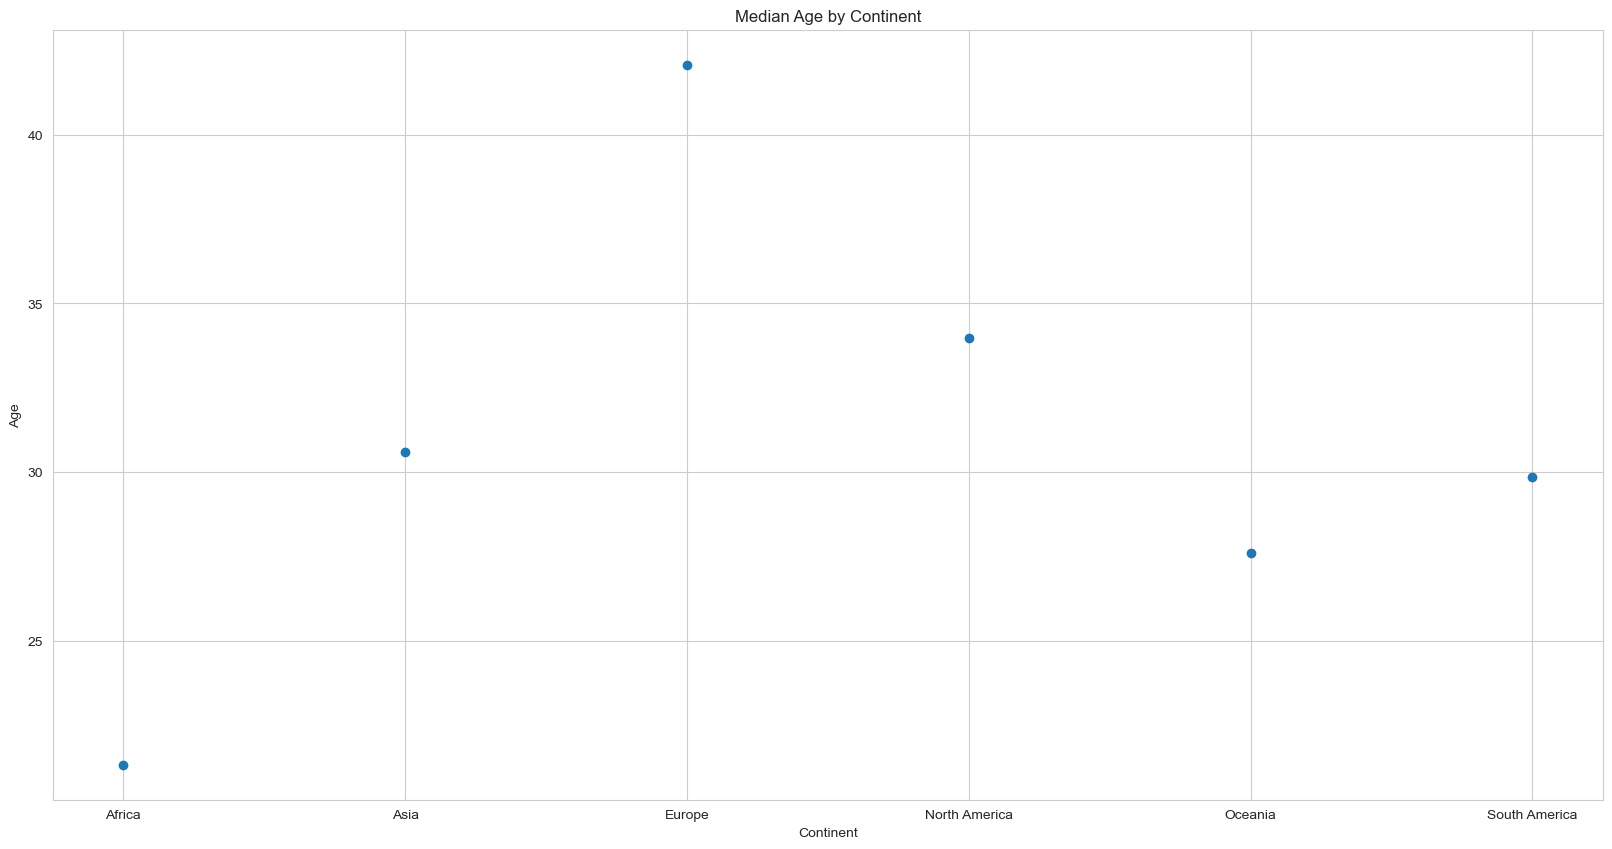 Median Age by Continent
Age
40
35
30
25
Africa
Asia
Europe
North America
Oceania
South America
Continent